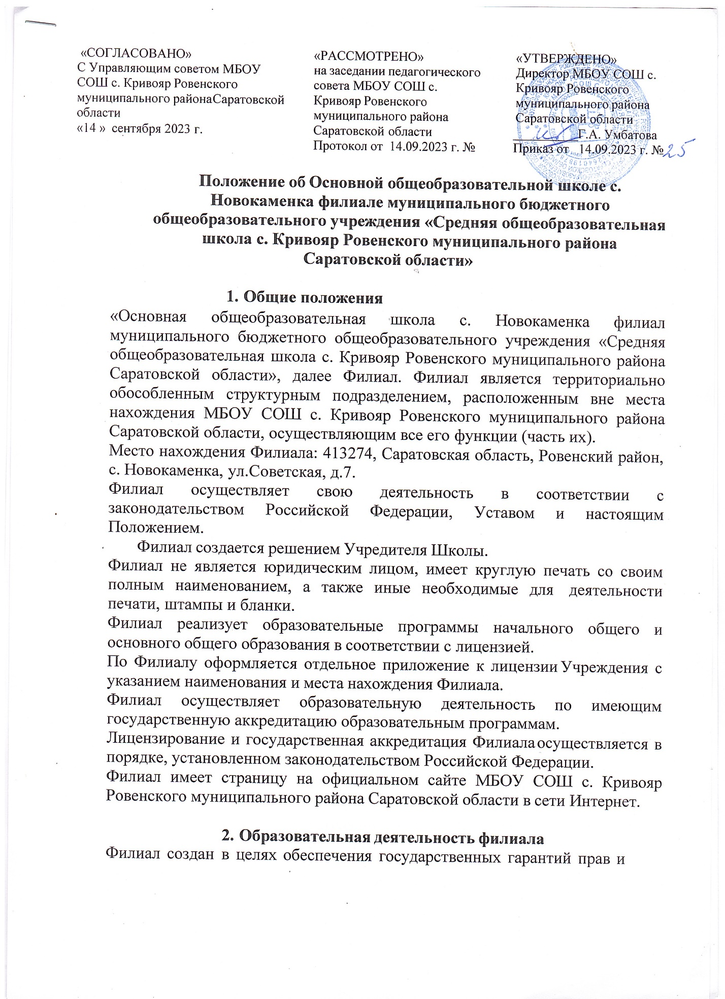 «СОГЛАСОВАНО»
С Управляющим советом МБОУ
СОШ с. Кривояр Ровенского
муниципального районаСаратовской
области
«14 »  сентября 2023 г.
«РАССМОТРЕНО»
на заседании педагогического
совета МБОУ СОШ с.
Кривояр Ровенского
муниципального района
Саратовской области
Протокол от  14.09.2023 г. №
«УТВЕРЖДЕНО»
Директор МБОУ СОШ с.
Кривояр Ровенского
муниципального района
Саратовской области
__________Г.А. Умбатова
Приказ от   14.09.2023 г. №25
Положение об Основной общеобразовательной школе с.
Новокаменка филиале муниципального бюджетного
общеобразовательного учреждения «Средняя общеобразовательная
школа с. Кривояр Ровенского муниципального района
Саратовской области»
1. Общие положения
«Основная общеобразовательная школа с. Новокаменка филиал
муниципального бюджетного общеобразовательного учреждения «Средняя
общеобразовательная школа с. Кривояр Ровенского муниципального района
Саратовской области», далее Филиал. Филиал является территориально
обособленным структурным подразделением, расположенным вне места
нахождения МБОУ СОШ с. Кривояр Ровенского муниципального района
Саратовской области, осуществляющим все его функции (часть их).
Место нахождения Филиала: 413274, Саратовская область, Ровенский район,
с. Новокаменка, ул.Советская, д.7.
Филиал осуществляет свою деятельность в соответствии с
законодательством Российской Федерации, Уставом и настоящим
Положением.
Филиал создается решением Учредителя Школы.
Филиал не является юридическим лицом, имеет круглую печать со своим
полным наименованием, а также иные необходимые для деятельности
печати, штампы и бланки.
Филиал реализует образовательные программы начального общего и
основного общего образования в соответствии с лицензией.
По Филиалу оформляется отдельное приложение к лицензии Учреждения с
указанием наименования и места нахождения Филиала.
Филиал осуществляет образовательную деятельность по имеющим
государственную аккредитацию образовательным программам.
Лицензирование и государственная аккредитация Филиала осуществляется в
порядке, установленном законодательством Российской Федерации.
Филиал имеет страницу на официальном сайте МБОУ СОШ с. Кривояр
Ровенского муниципального района Саратовской области в сети Интернет.
2. Образовательная деятельность филиала
Филиал создан в целях обеспечения государственных гарантий прав и